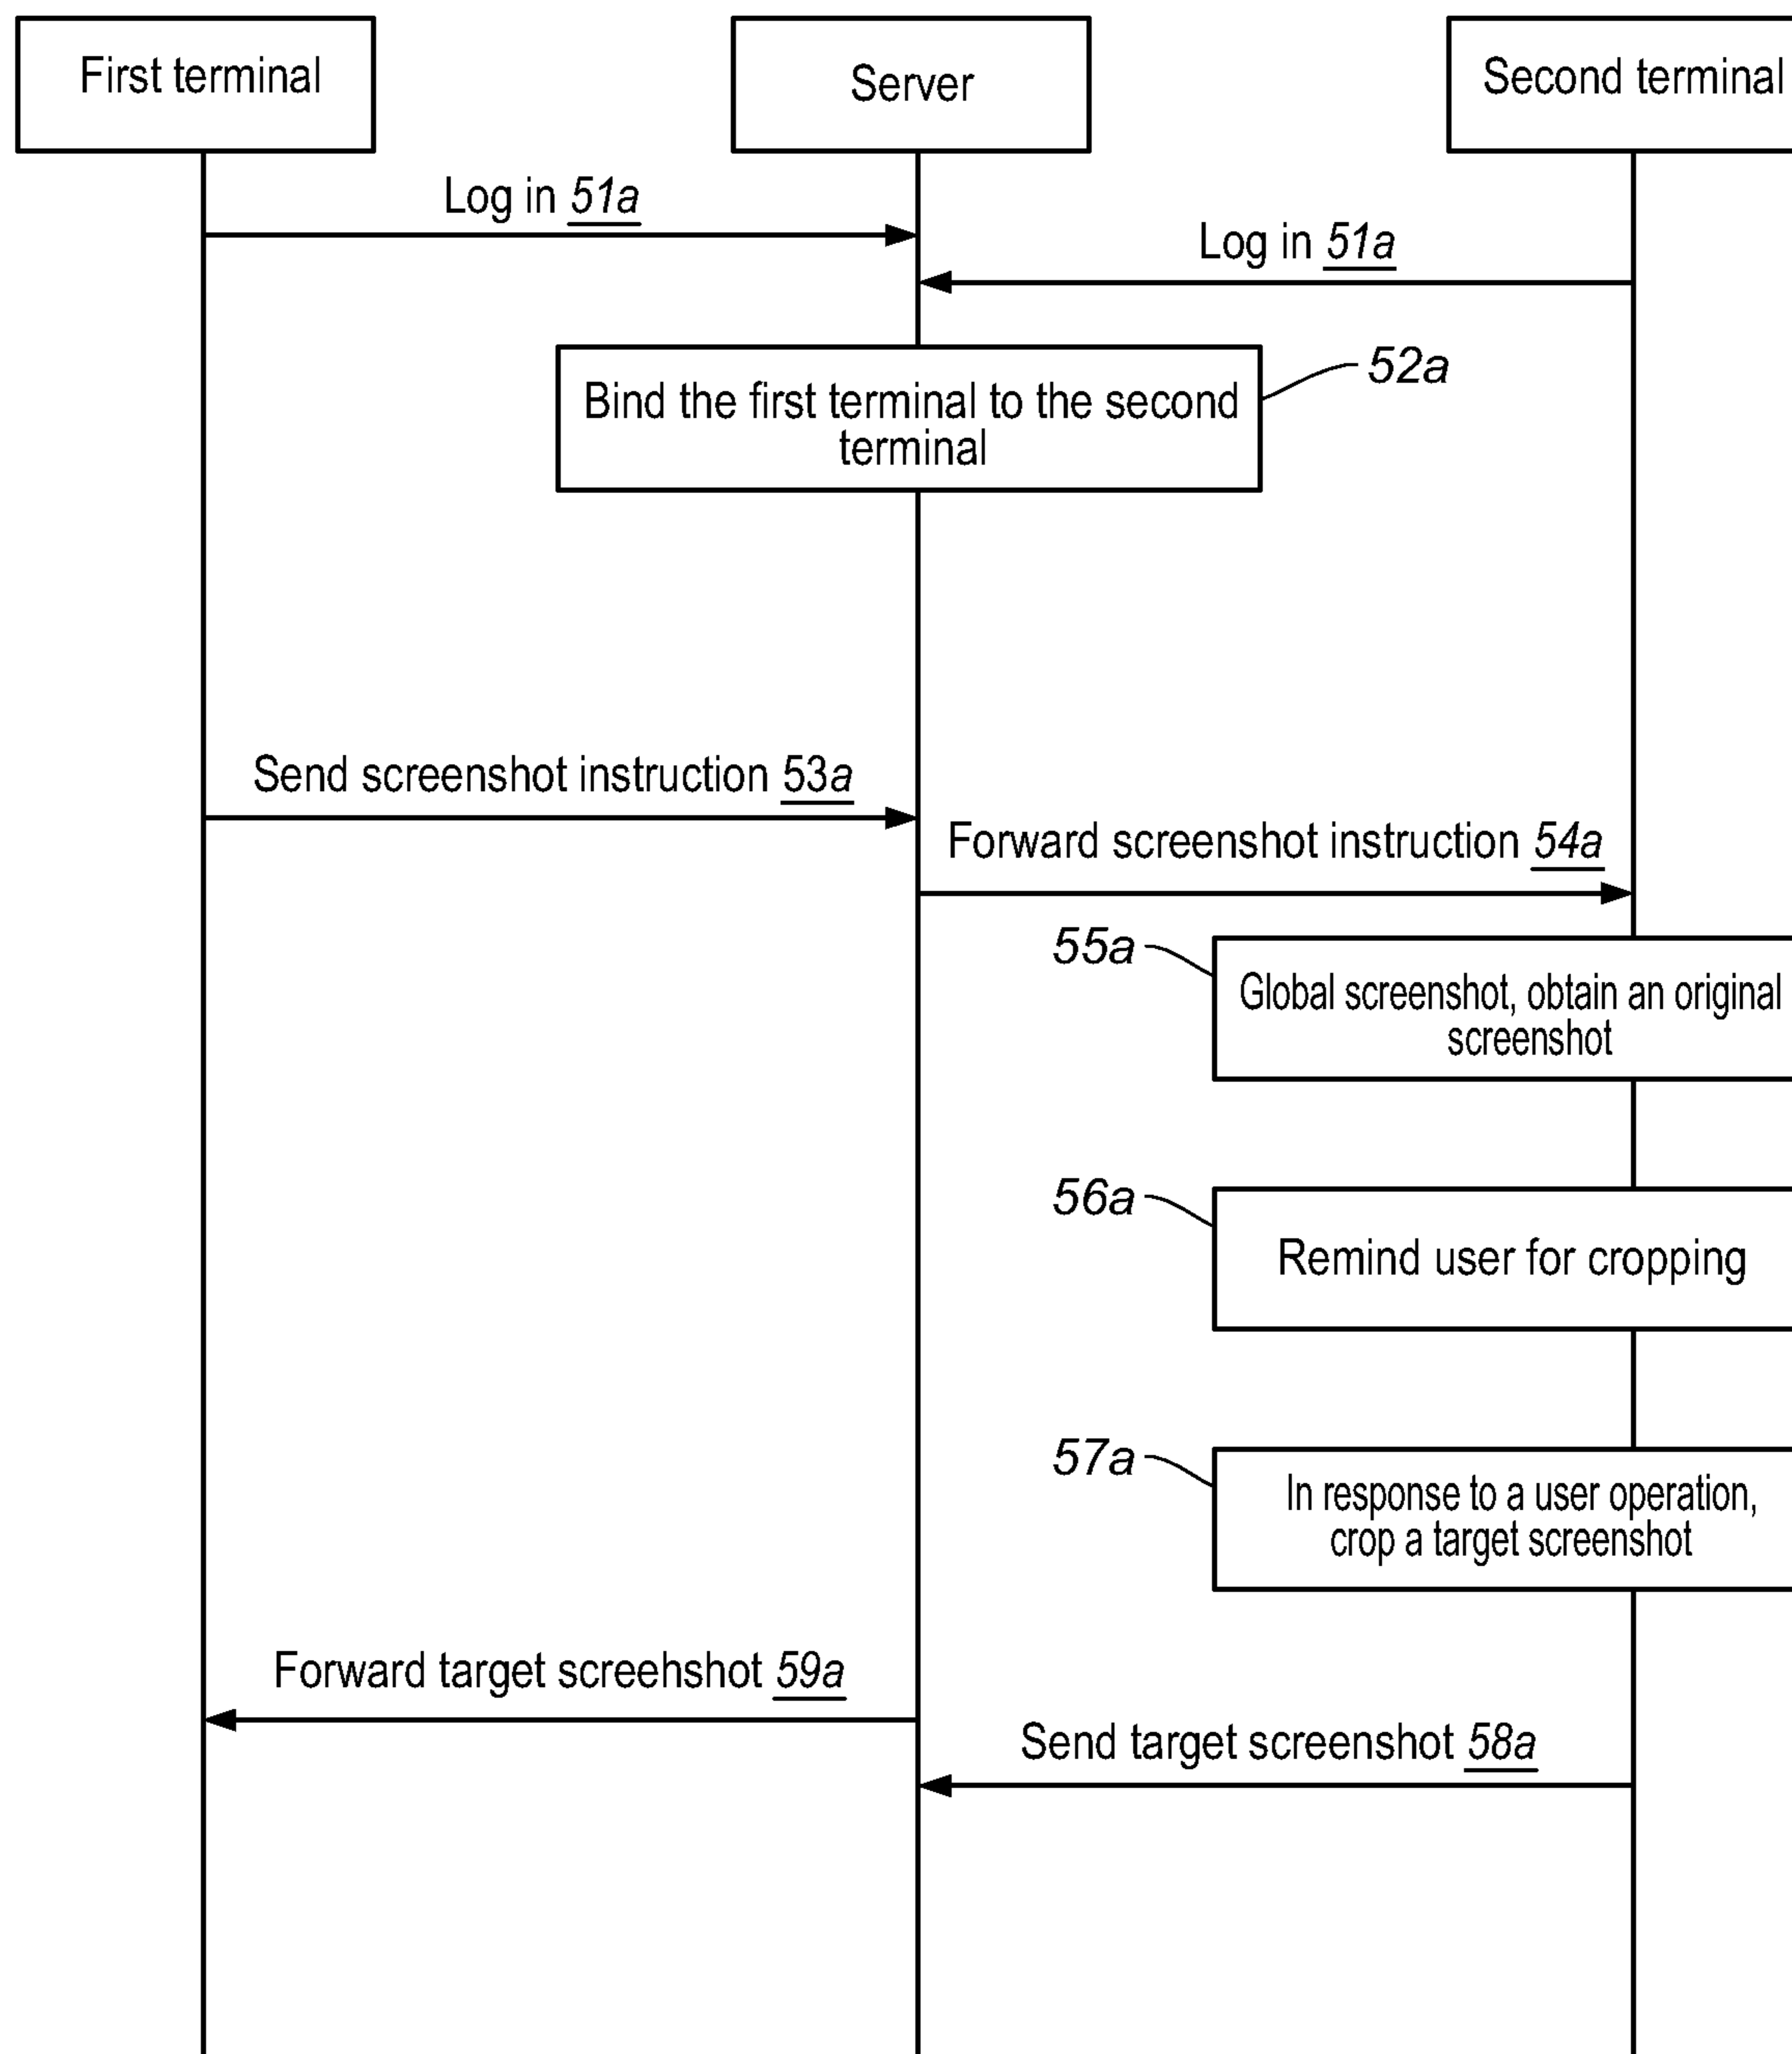 First terminal
Server
Second terminal
Log in 51a
Log in 51a
52a
Bind the first terminal to the second
terminal
Send screenshot instruction 53a
Forward screenshot instruction 54a
55a
Global screenshot, obtain an original
screenshot
56a
Remind user for cropping
57a
In response to a user operation,
crop a target screenshot
Forward target screehshot 59a
Send target screenshot 58a